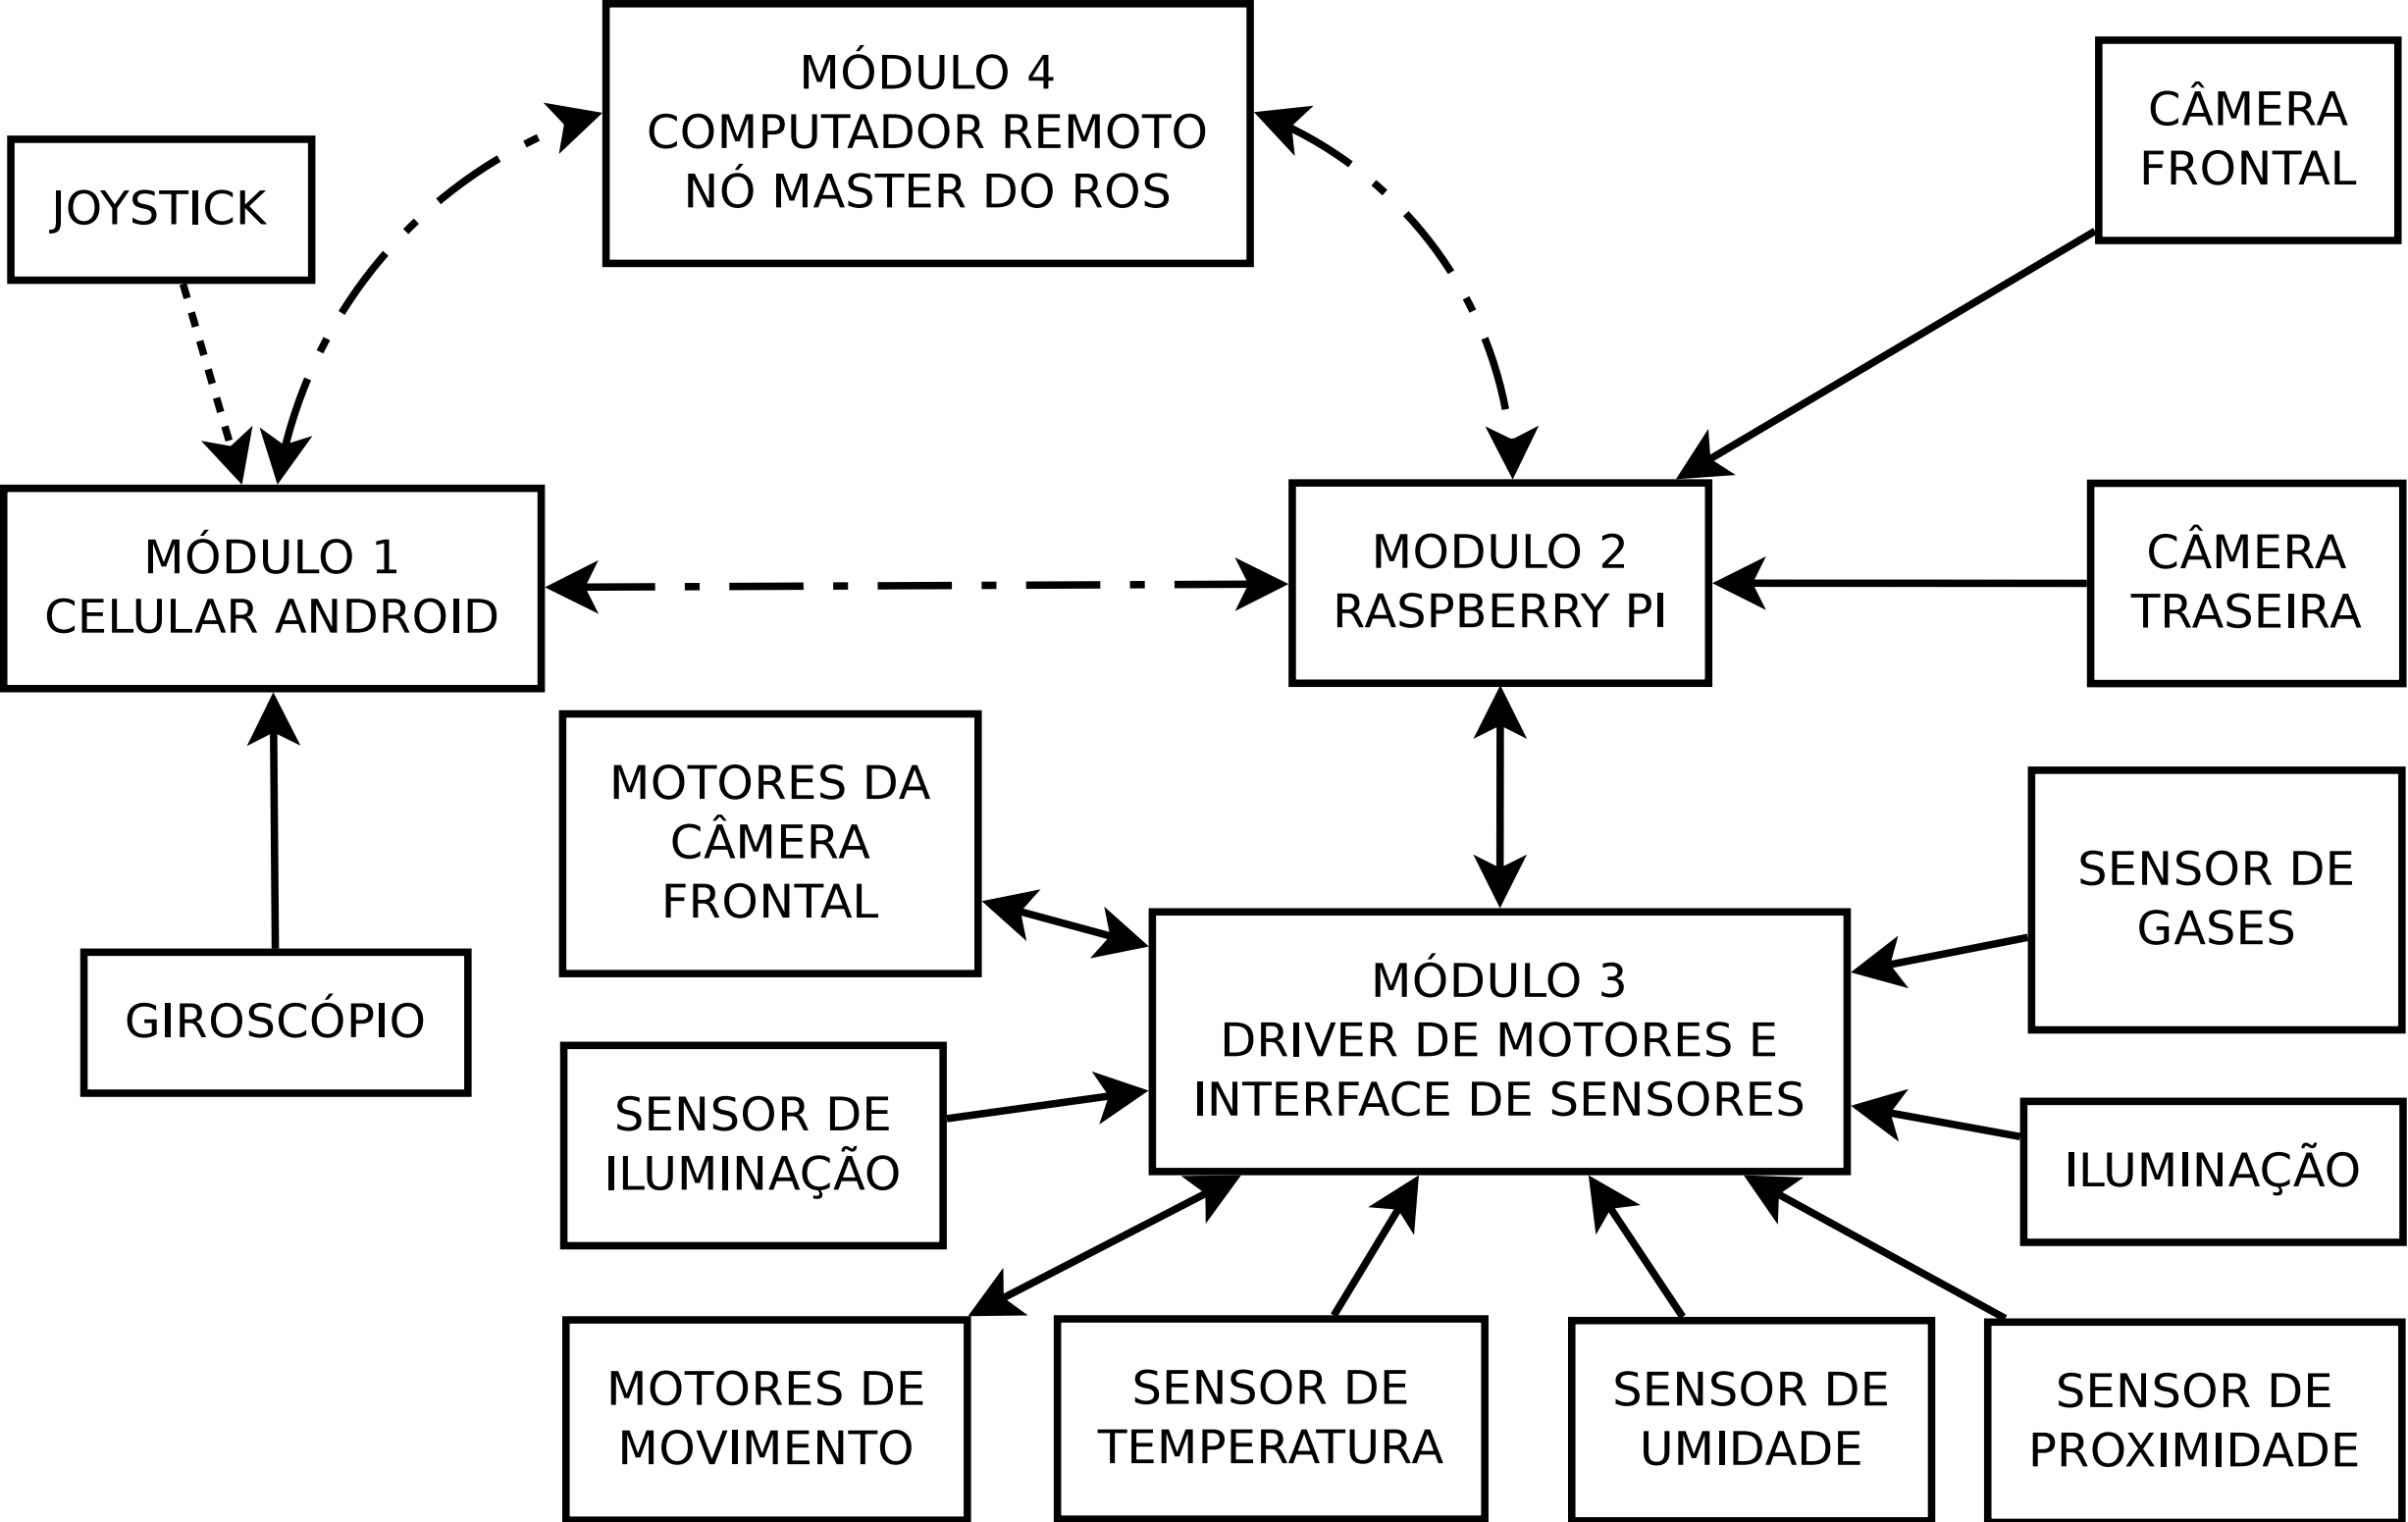 MÓDULO 4
COMPUTADOR REMOTO
NÓ MASTER DO ROS
CÂMERA
FRONTAL
JOYSTICK
MÓDULO 1
CELULAR ANDROID
MODULO 2
RASPBERRY PI
CÂMERA
TRASEIRA
MOTORES DA
CÂMERA
FRONTAL
SENSOR DE
GASES
MÓDULO 3
DRIVER DE MOTORES E
INTERFACE DE SENSORES
GIROSCÓPIO
SENSOR DE
ILUMINAÇÃO
ILUMINAÇÃO
MOTORES DE
MOVIMENTO
SENSOR DE
TEMPERATURA
SENSOR DE
UMIDADE
SENSOR DE
PROXIMIDADE